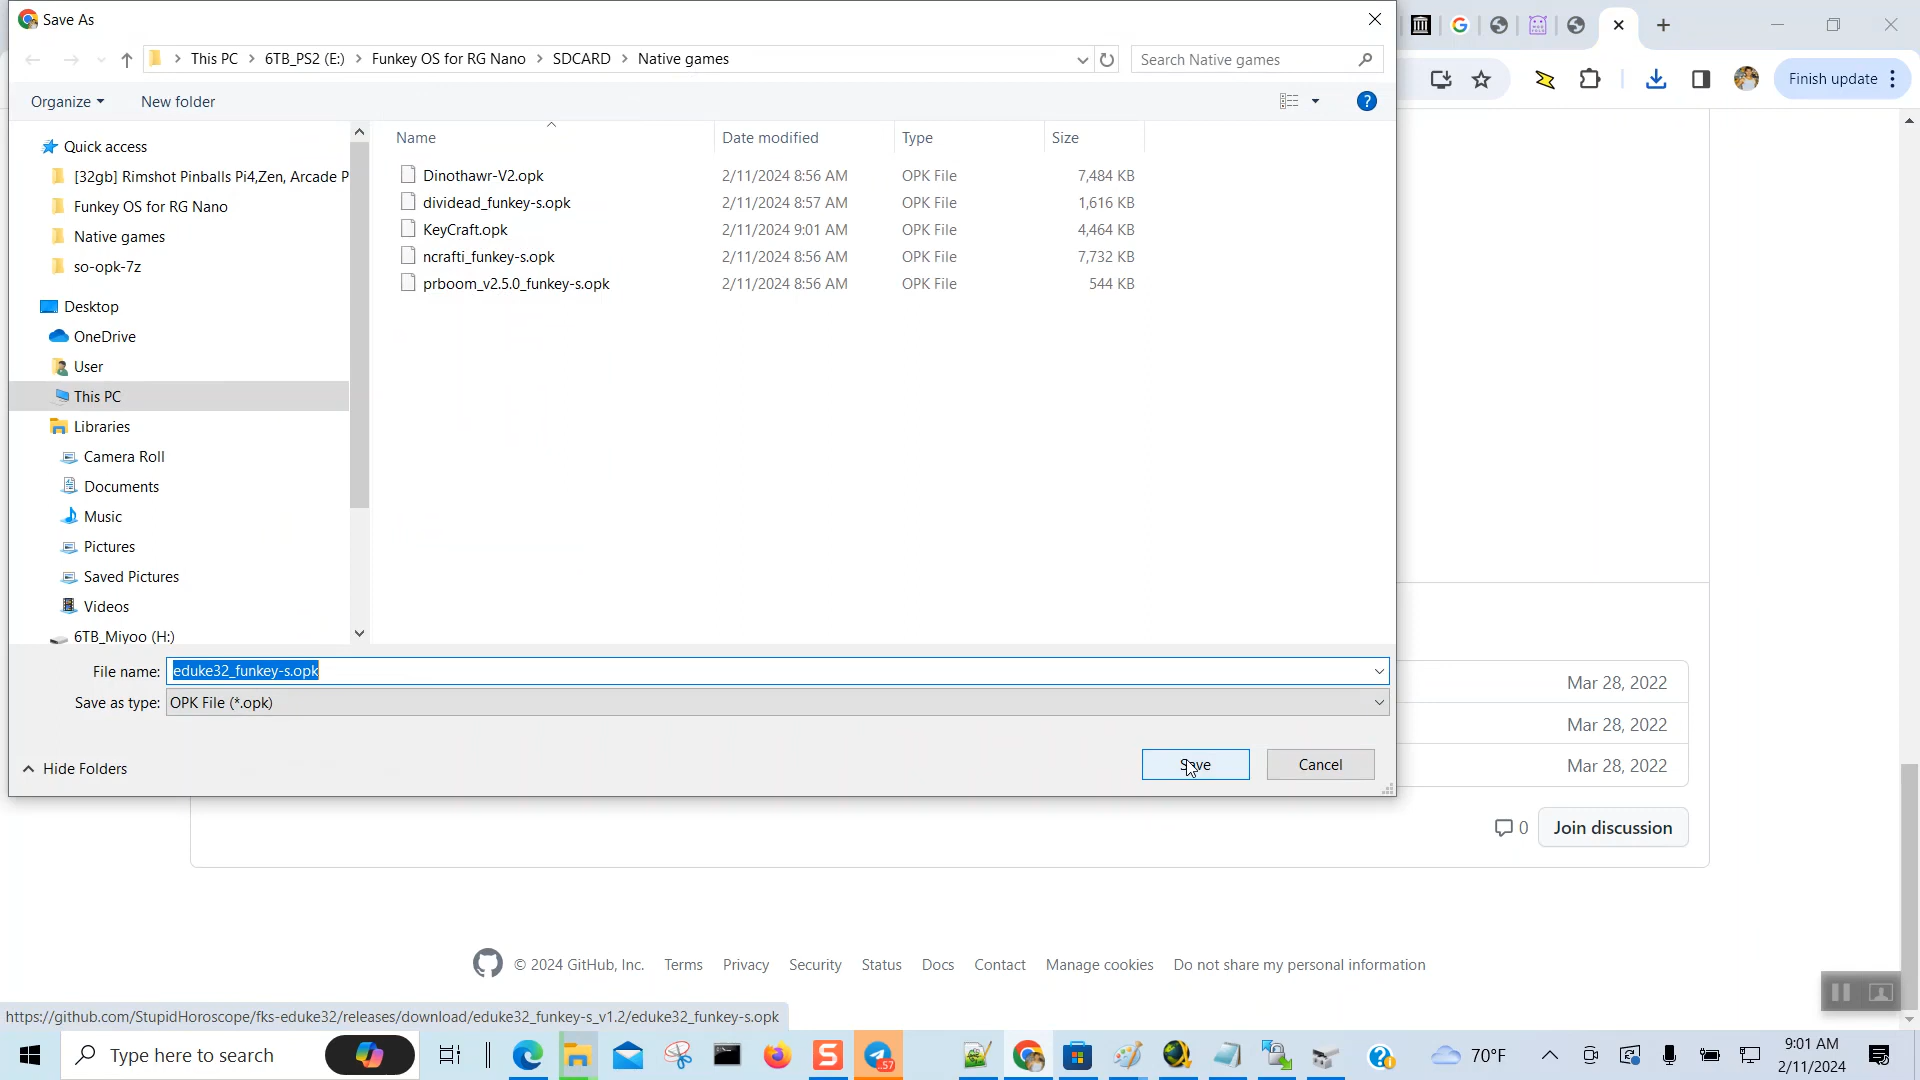 Save As
This PC > 6TB_PS2 (E:) > Funkey OS for RG Nano > SDCARD > Native games
Search Native games
Finish update
Organize
New folder
Name
Date modified
Type
Size
Quick access
[32gb] Rimshot Pinballs Pi4,Zen, Arcade P
Funkey OS for RG Nano
Native games
so-opk-7z
Desktop
OneDrive
User
This PC
Libraries
Camera Roll
Documents
Music
Pictures
Saved Pictures
Videos
6TB_Miyoo (H:)
Dinothawr-V2.opk 2/11/2024 8:56 AM OPK File 7,484 KB
dividead_funkey-s.opk 2/11/2024 8:57 AM OPK File 1,616 KB
KeyCraft.opk 2/11/2024 9:01 AM OPK File 4,464 KB
ncrafti_funkey-s.opk 2/11/2024 8:56 AM OPK File 7,732 KB
prboom_v2.5.0_funkey-s.opk 2/11/2024 8:56 AM OPK File 544 KB
File name: eduke32_funkey-s.opk
Save as type: OPK File (*.opk)
Hide Folders
Save
Cancel
Mar 28, 2022
Mar 28, 2022
Mar 28, 2022
0
Join discussion
© 2024 GitHub, Inc. Terms Privacy Security Status Docs Contact Manage cookies Do not share my personal information
https://github.com/StupidHoroscope/fks-eduke32/releases/download/eduke32_funkey-s_v1.2/eduke32_funkey-s.opk
Type here to search
57
70°F
9:01 AM
2/11/2024